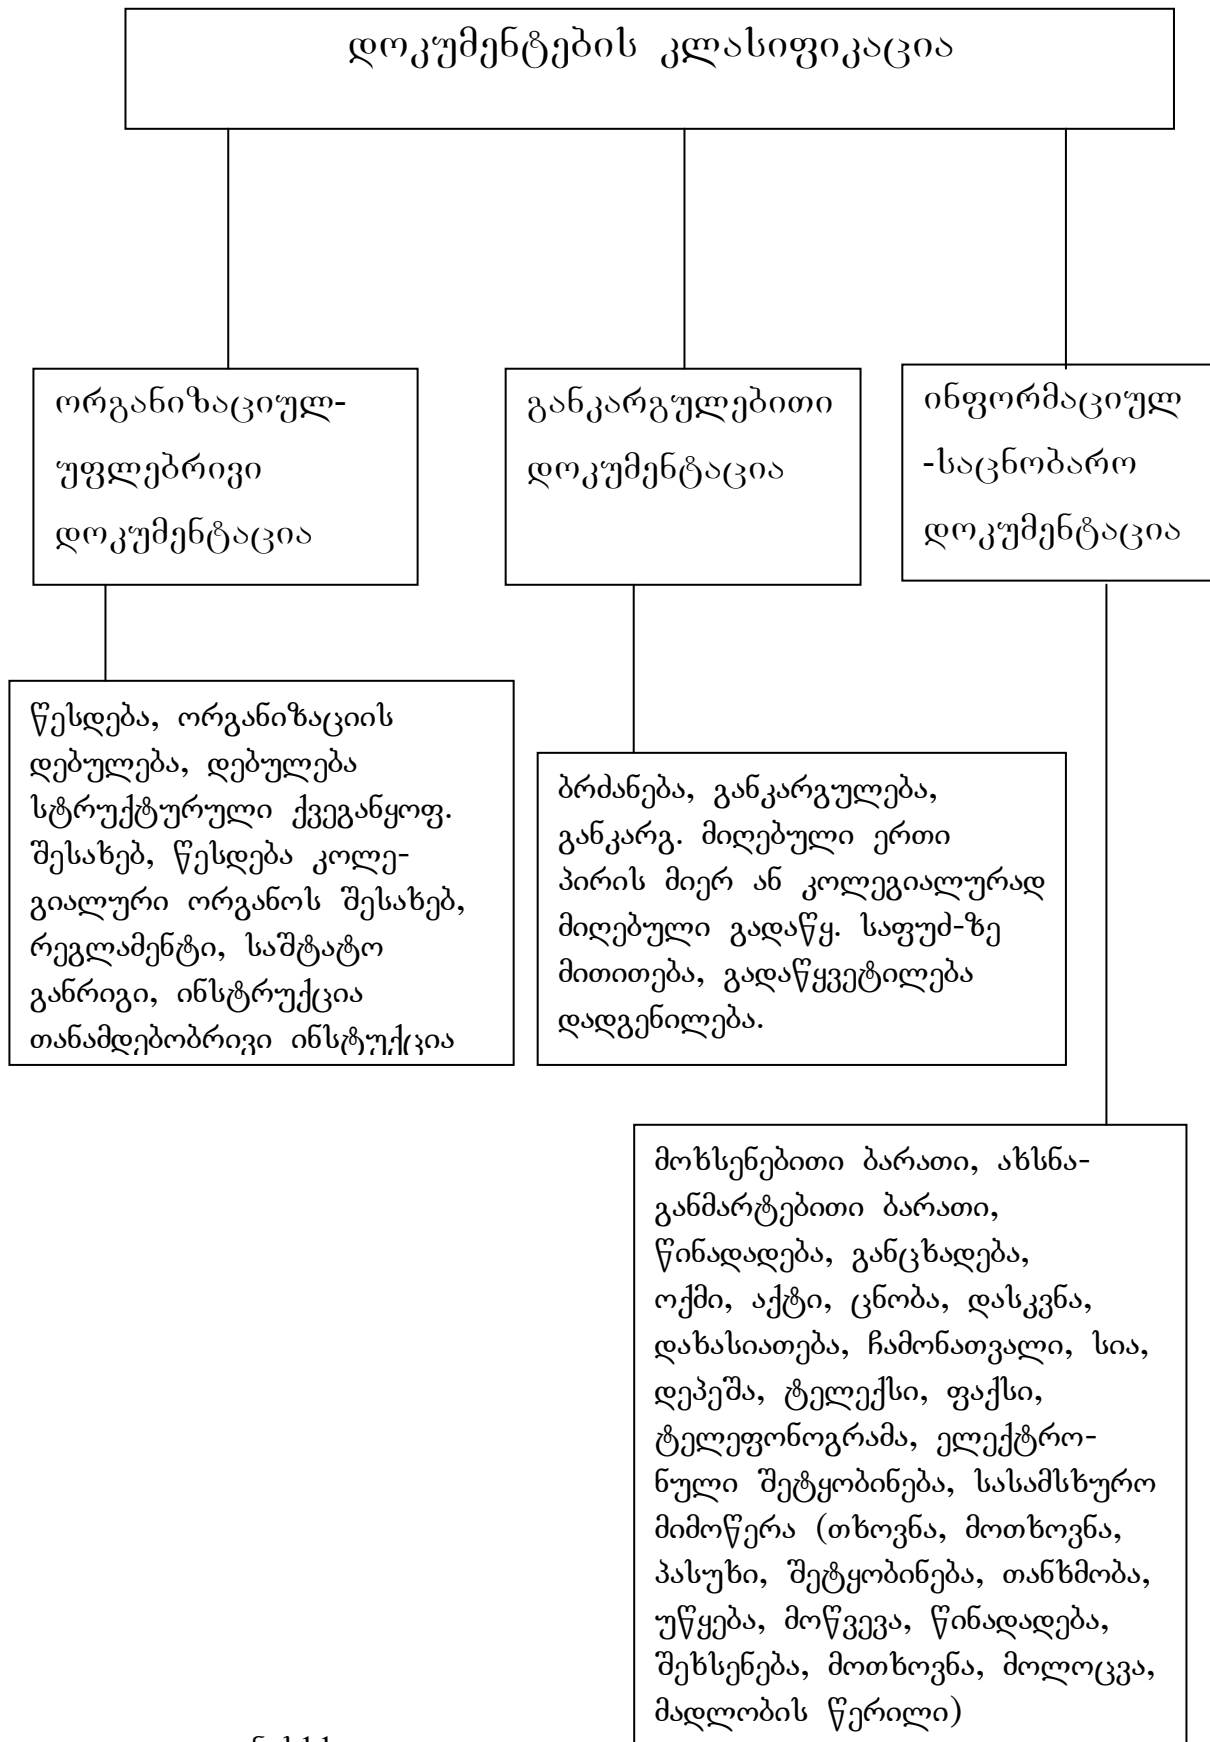 დოკუმენტების კლასიფიკაცია
ორგანიზაციულ-
უფლებრივი
დოკუმენტაცია
განკარგულებითი
დოკუმენტაცია
ინფორმაციულ
-საცნობარო
დოკუმენტაცია
წესდება, ორგანიზაციის
დებულება, დებულება
სტრუქტურული ქვეგანყოფ.
შესახებ, წესდება კოლე-
გიალური ორგანოს შესახებ,
რეგლამენტი, საშტატო
განრიგი, ინსტრუქცია
თანამდებობრივი ინსტუქცია
ბრძანება, განკარგულება,
განკარგ. მიღებული ერთი
პირის მიერ ან კოლეგიალურად
მიღებული გადაწყ. საფუძ-ზე
მითითება, გადაწყვეტილება
დადგენილება.
მოხსენებითი ბარათი, ახსნა-
განმარტებითი ბარათი,
წინადადება, განცხადება,
ოქმი, აქტი, ცნობა, დასკვნა,
დახასიათება, ჩამონათვალი, სია,
დეპეშა, ტელექსი, ფაქსი,
ტელეფონოგრამა, ელექტრო-
ნული შეტყობინება, სასამსხურო
მიმოწერა (თხოვნა, მოთხოვნა,
პასუხი, შეტყობინება, თანხმობა,
უწყება, მოწვევა, წინადადება,
შეხსენება, მოთხოვნა, მოლოცვა,
მადლობის წერილი)